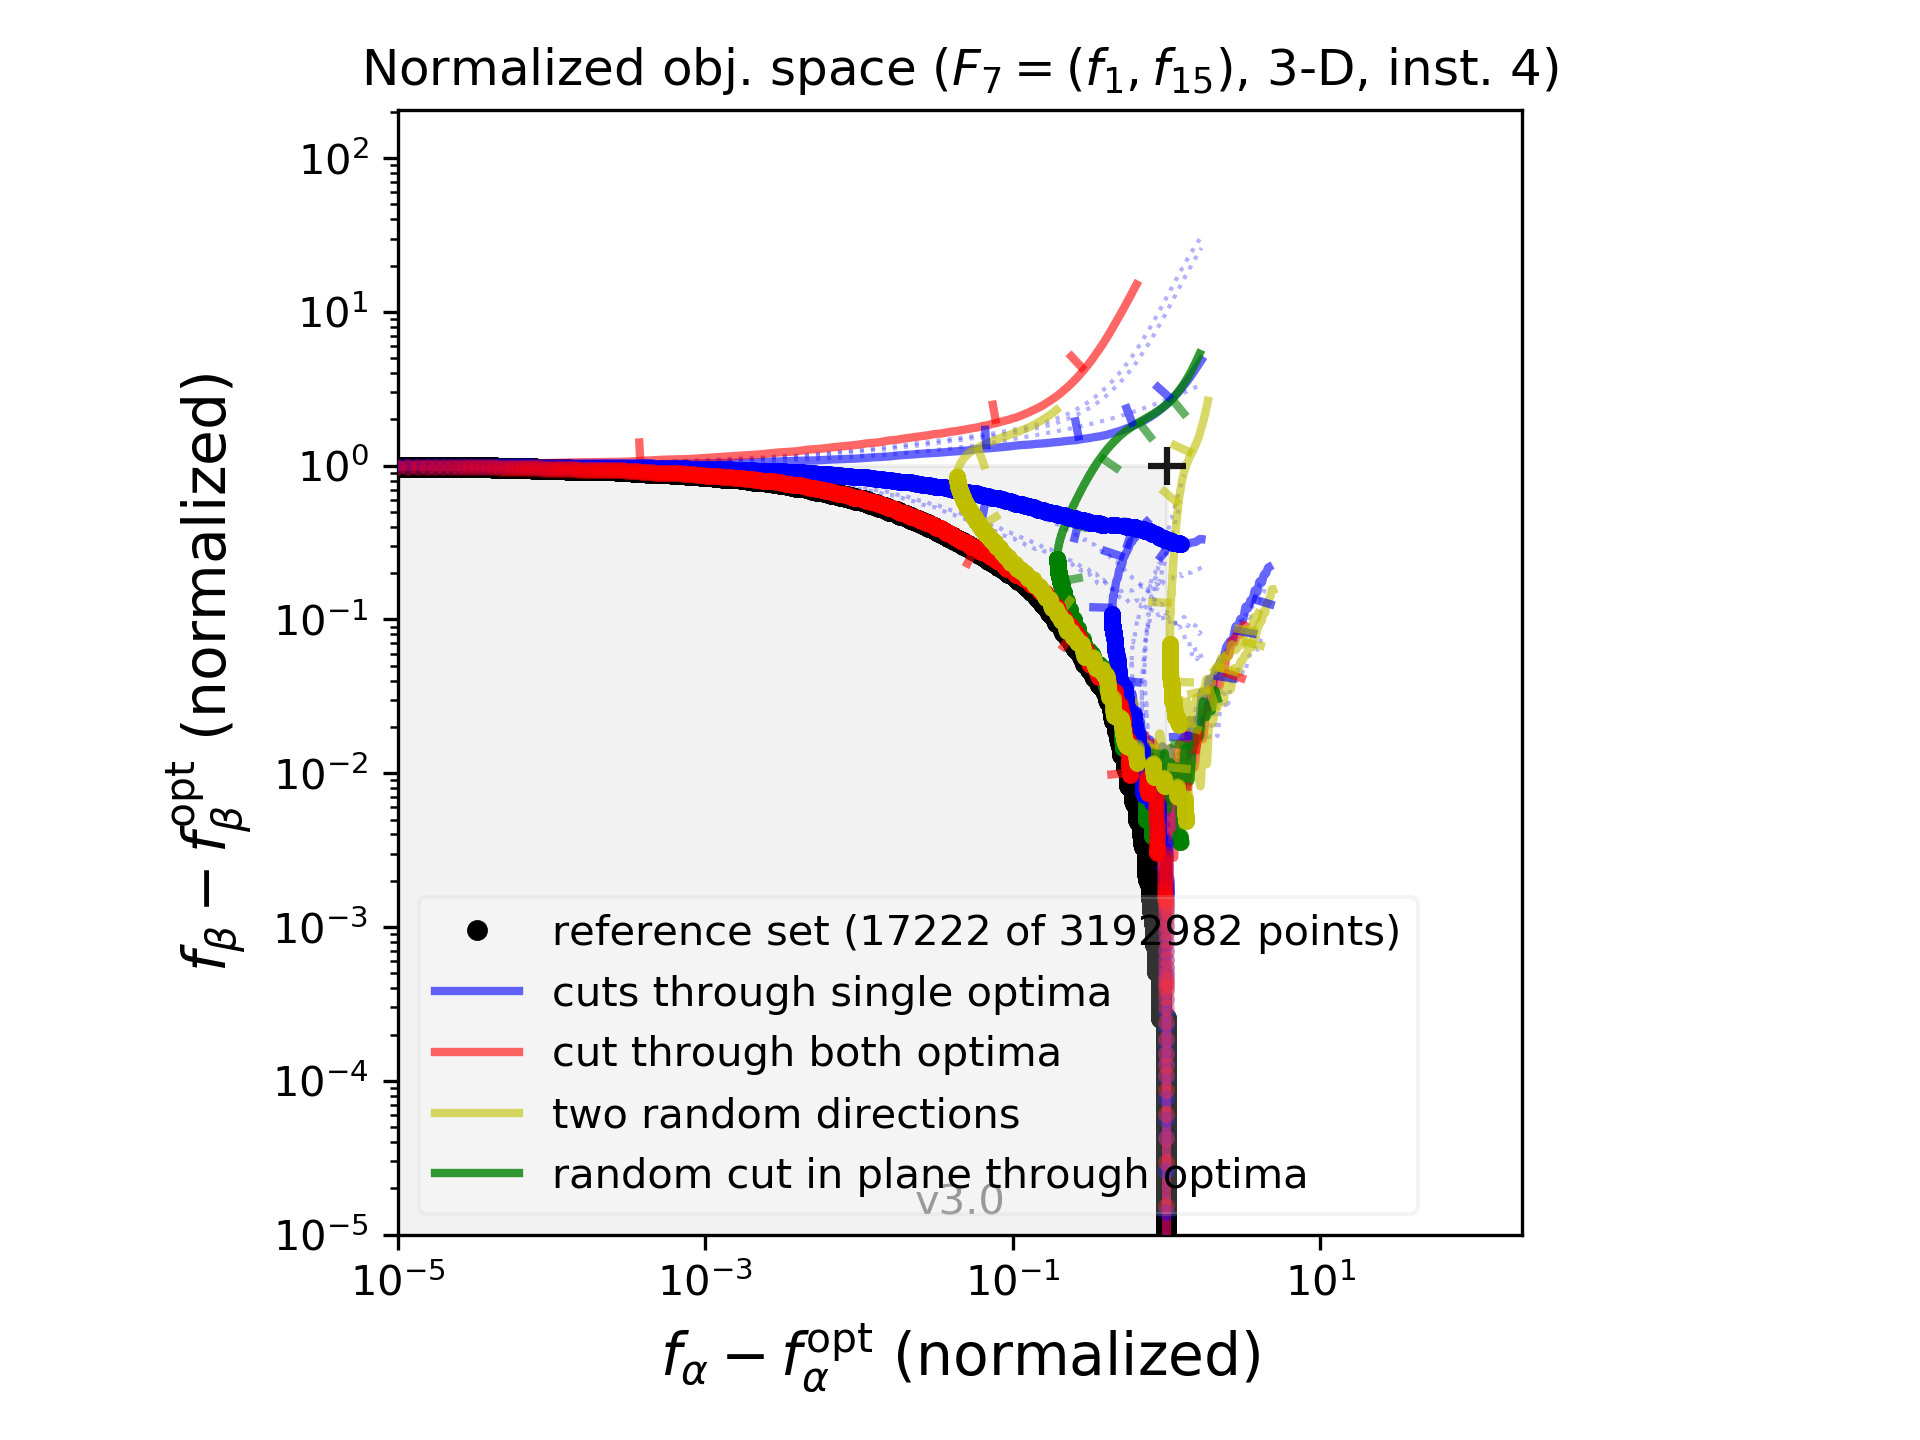 Normalized obj. space (F₇ = (f₁, f₁₅), 3-D, inst. 4)
f_β − f_β^opt (normalized)
10²
10¹
10⁰
10⁻¹
10⁻²
10⁻³
10⁻⁴
10⁻⁵
reference set (17222 of 3192982 points)
cuts through single optima
cut through both optima
two random directions
random cut in plane through optima
v3.0
10⁻⁵ 10⁻³ 10⁻¹ 10¹
f_α − f_α^opt (normalized)